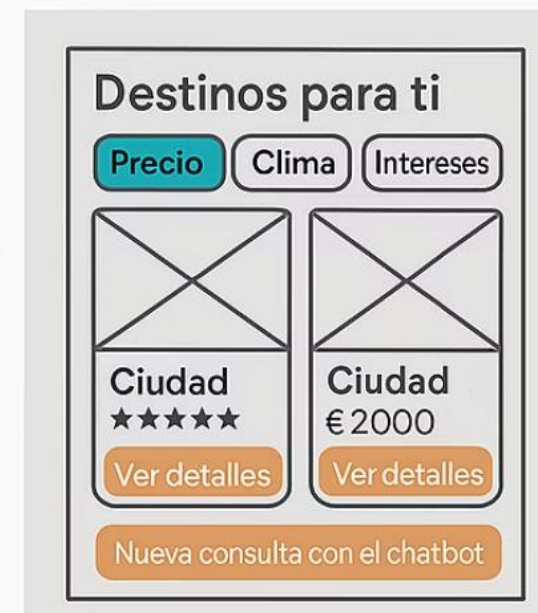 Destinos para ti
Precio Clima Intereses
Ciudad
★★★★★
Ver detalles
Ciudad
€2000
Ver detalles
Nueva consulta con el chatbot